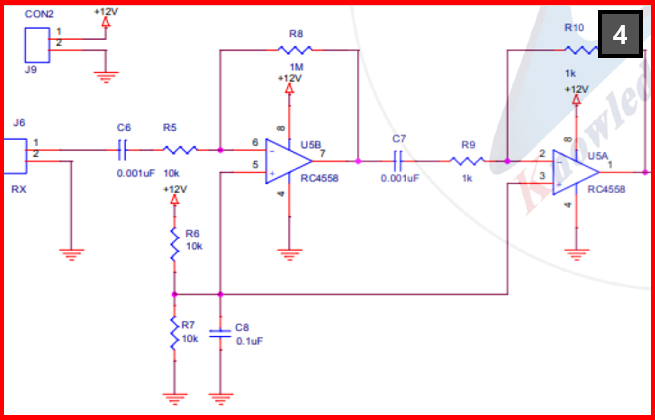 CON2
+12V
1
2
J9
R8
1M
+12V
R10
4
1k
+12V
J6
1
2
RX
C6
0.001uF
R5
10k
6
5
8
4
U5B
7
RC4558
C7
0.001uF
R9
1k
2
3
8
4
U5A
1
RC4558
+12V
R6
10k
R7
10k
C8
0.1uF
Knowled